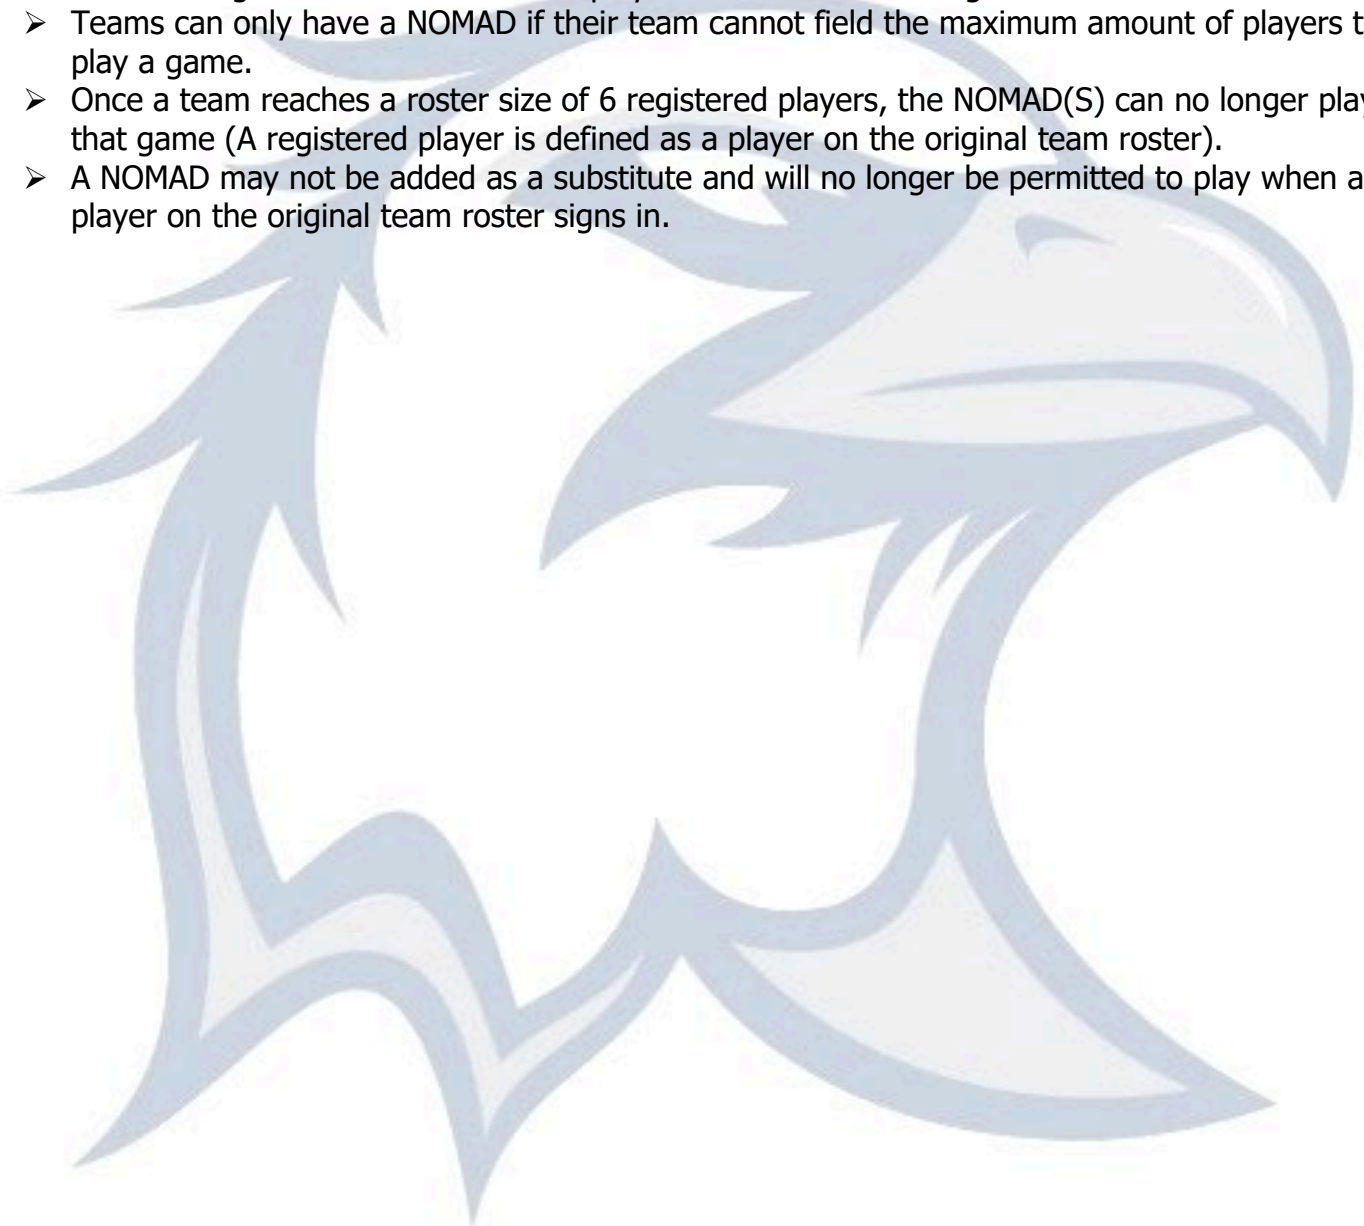 ➢ Teams can only have a NOMAD if their team cannot field the maximum amount of players
play a game.
➢ Once a team reaches a roster size of 6 registered players, the NOMAD(S) can no longer
that game (A registered player is defined as a player on the original team roster).
➢ A NOMAD may not be added as a substitute and will no longer be permitted to play when a
player on the original team roster signs in.